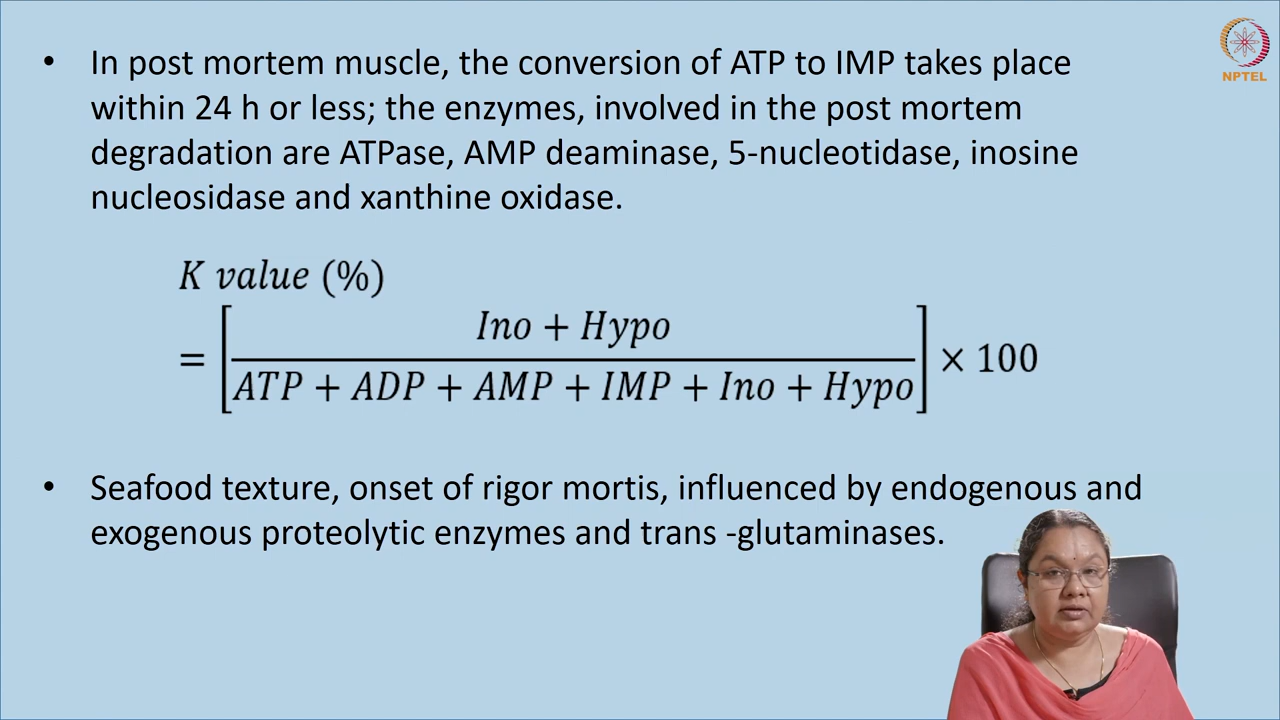 • In post mortem muscle, the conversion of ATP to IMP takes place
within 24 h or less; the enzymes, involved in the post mortem
degradation are ATPase, AMP deaminase, 5-nucleotidase, inosine
nucleosidase and xanthine oxidase.
K value (%)
= [ Ino + Hypo
ATP + ADP + AMP + IMP + Ino + Hypo ] × 100
• Seafood texture, onset of rigor mortis, influenced by endogenous and
exogenous proteolytic enzymes and trans -glutaminases.
NPTEL